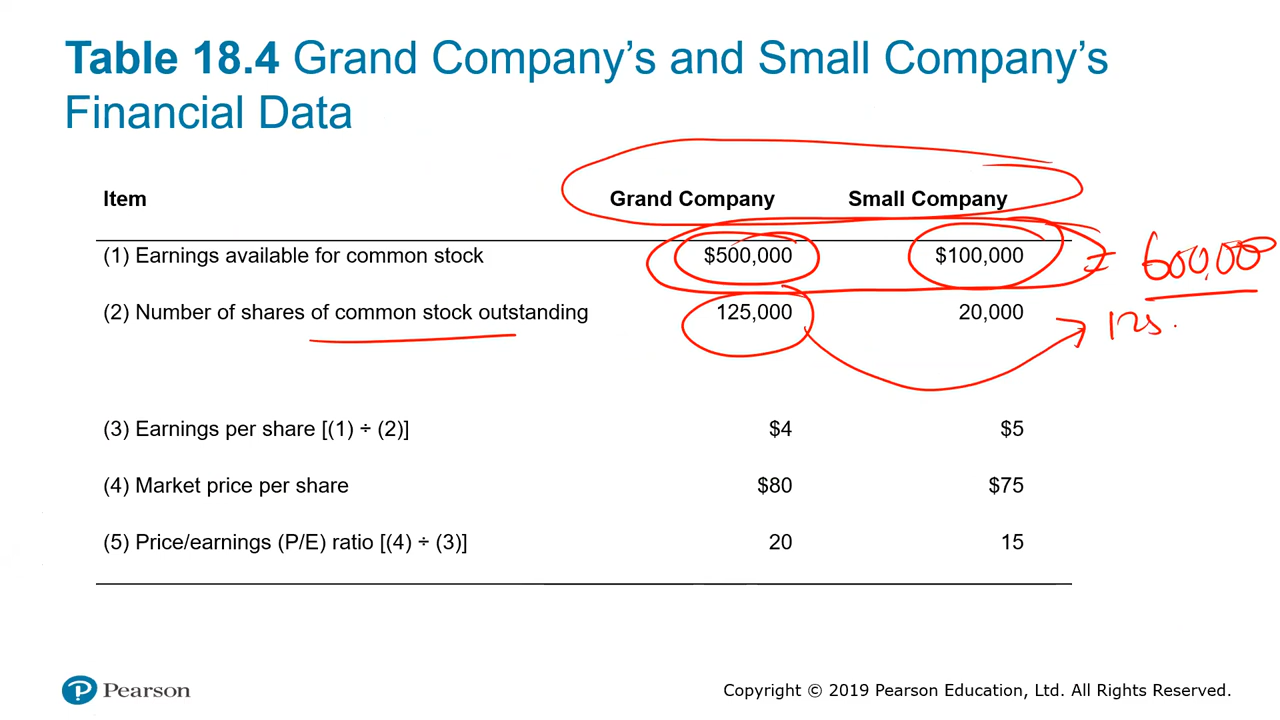 Table 18.4 Grand Company’s and Small Company’s
Financial Data
Item Grand Company Small Company
(1) Earnings available for common stock $500,000 $100,000 = 600,000
(2) Number of shares of common stock outstanding 125,000 20,000 125.
(3) Earnings per share [(1) ÷ (2)] $4 $5
(4) Market price per share $80 $75
(5) Price/earnings (P/E) ratio [(4) ÷ (3)] 20 15
P Pearson
Copyright © 2019 Pearson Education, Ltd. All Rights Reserved.